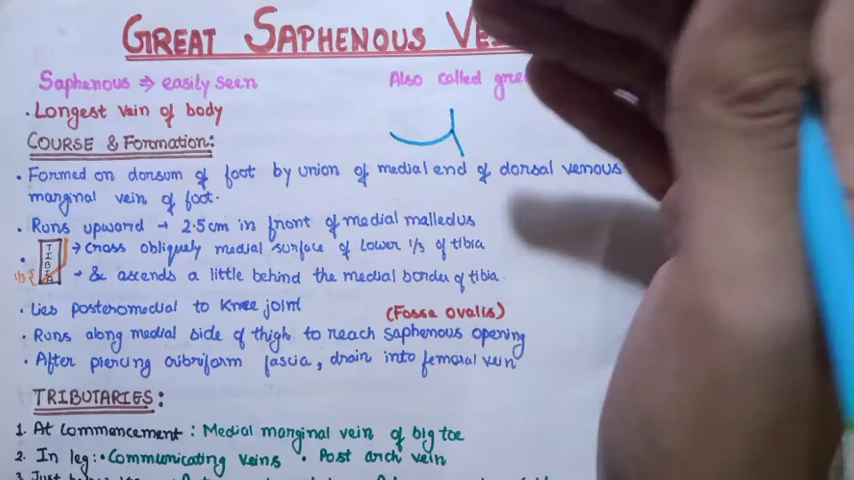 GREAT SAPHENOUS
Saphenous ⇒ easily seen
Also called
• Longest vein of body
COURSE & Formation:
• Formed on dorsum of foot by union of medial end of dorsal venous
marginal vein of foot.
• Runs upward → 2.5cm in front of medial malleolus
TIBIA
1/3
• → Cross obliquely medial surface of lower 1/3 of tibia
→ & ascends a little behind the medial border of tibia.
• Lies posteromedial to Knee joint
(Fossa ovalis)
• Runs along medial side of thigh to reach saphenous opening
• After piercing cribriform fascia, drain into femoral vein
TRIBUTARIES:
1. At Commencement: Medial marginal vein of big toe
2. In leg: • Communicating veins • Post arch vein
3. Just